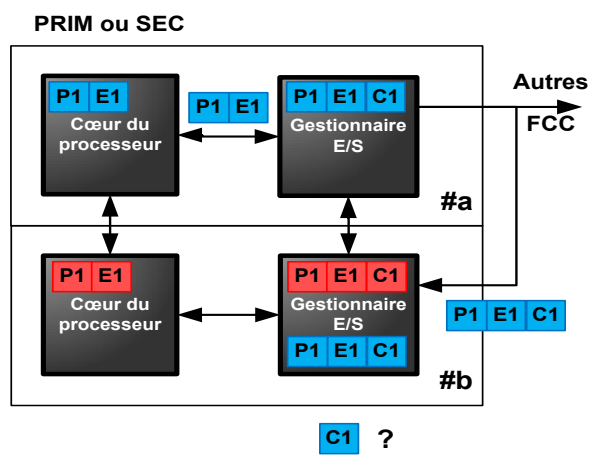 PRIM ou SEC
P1 E1
Cœur du
processeur
P1 E1
P1 E1 C1
Gestionnaire
E/S
Autres
FCC
#a
P1 E1
Cœur du
processeur
P1 E1 C1
Gestionnaire
E/S
P1 E1 C1
P1 E1 C1
#b
C1 ?